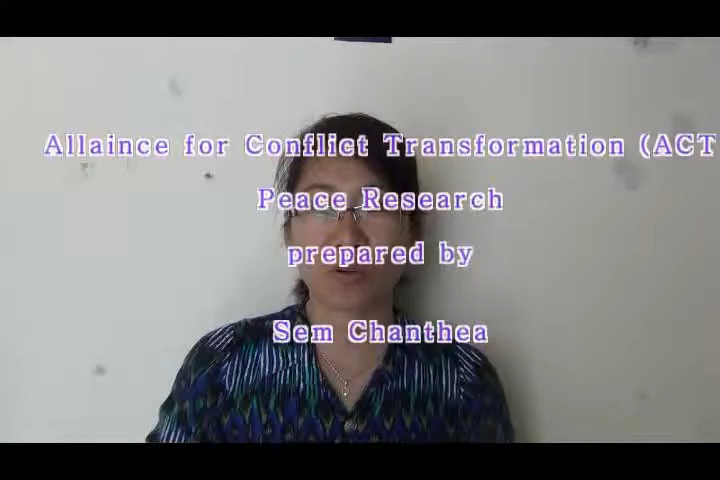 Allaince for Conflict Transformation (ACT
Peace Research
prepared by
Sem Chanthea